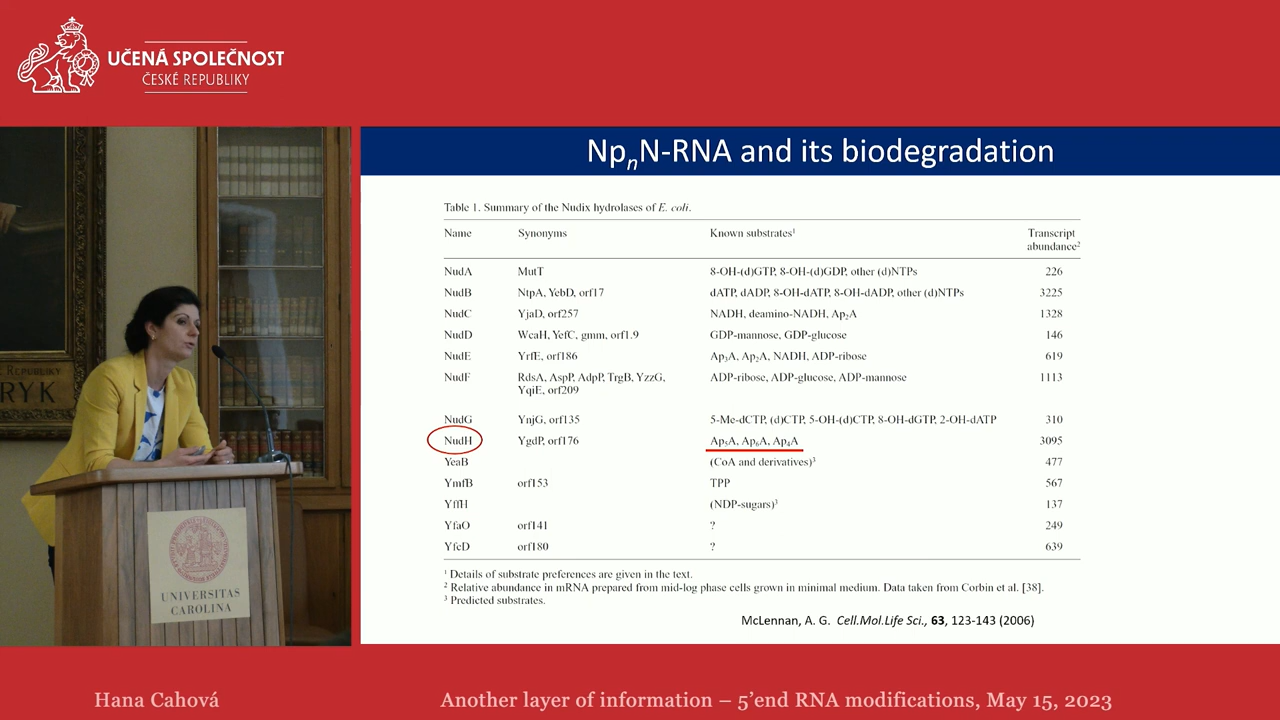 UČENÁ SPOLEČNOST
ČESKÉ REPUBLIKY
Np_nN-RNA and its biodegradation
Table 1. Summary of the Nudix hydrolases of E. coli.
Name Synonyms Known substrates¹ Transcript abundance²
NudA MutT 8-OH-(d)GTP, 8-OH-(d)GDP, other (d)NTPs 226
NudB NtpA, YebD, orf17 dATP, dADP, 8-OH-dATP, 8-OH-dADP, other (d)NTPs 3225
NudC YjaD, orf257 NADH, deamino-NADH, Ap₂A 1328
NudD WcaH, YefC, gmm, orf1.9 GDP-mannose, GDP-glucose 146
NudE YrfE, orf186 Ap₃A, Ap₂A, NADH, ADP-ribose 619
NudF RdsA, AspP, AdpP, TrgB, YzzG, ADP-ribose, ADP-glucose, ADP-mannose 1113
YqiE, orf209
NudG YnjG, orf135 5-Me-dCTP, (d)CTP, 5-OH-(d)CTP, 8-OH-dGTP, 2-OH-dATP 310
NudH YgdP, orf176 Ap₅A, Ap₆A, Ap₄A 3095
YeaB (CoA and derivatives)³ 477
YmfB orf153 TPP 567
YffH (NDP-sugars)³ 137
YfaO orf141 ? 249
YfcD orf180 ? 639
¹ Details of substrate preferences are given in the text.
² Relative abundance in mRNA prepared from mid-log phase cells grown in minimal medium. Data taken from Corbin et al. [38].
³ Predicted substrates.
McLennan, A. G. Cell.Mol.Life Sci., 63, 123-143 (2006)
REPUBLIKY
RYK
UNIVERSITAS
CAROLINA
Hana Cahová
Another layer of information – 5’end RNA modifications, May 15, 2023